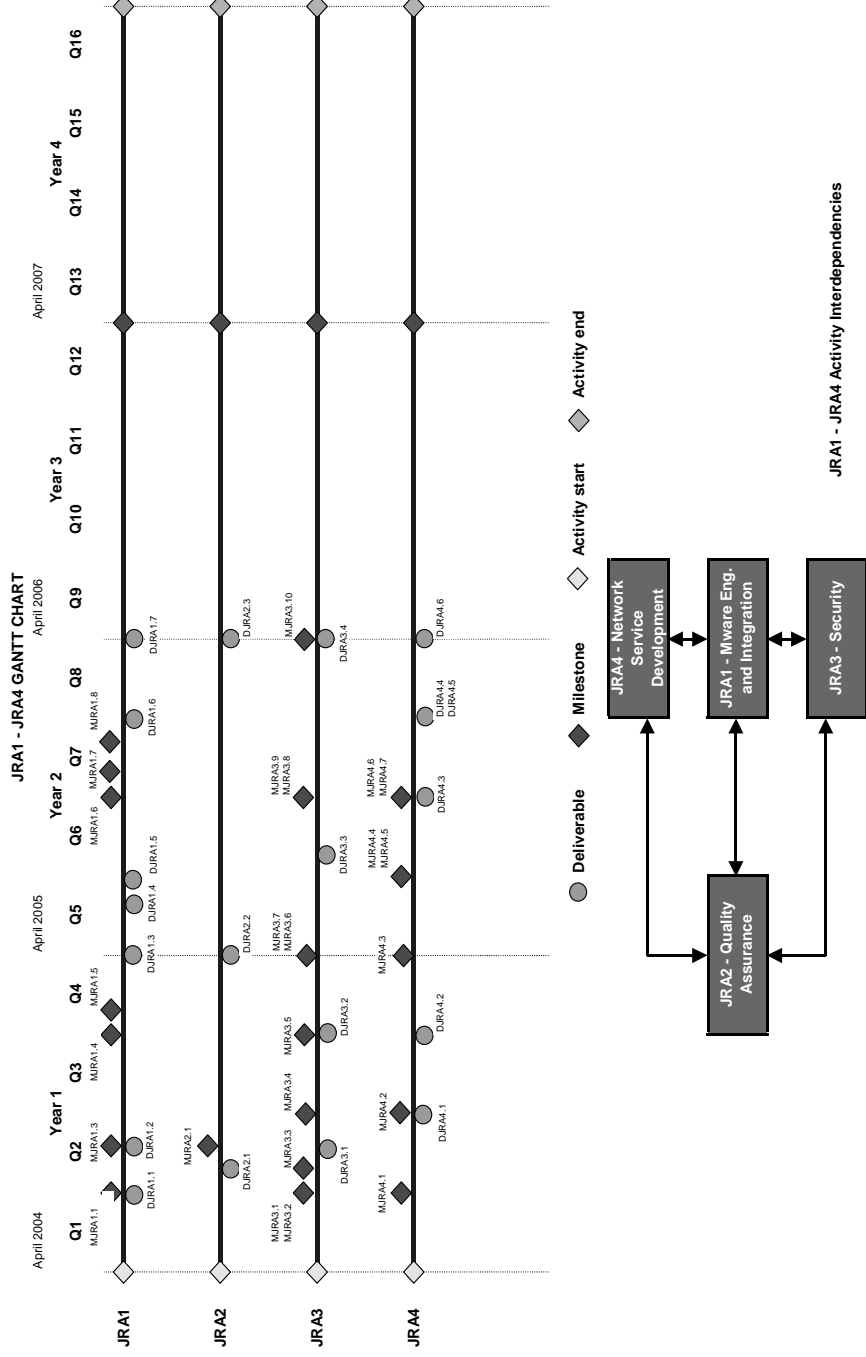 JRA1 - JRA4 GANTT CHART
April 2004
April 2005
April 2006
April 2007
Year 1
Year 2
Year 3
Year 4
Q1
Q2
Q3
Q4
Q5
Q6
Q7
Q8
Q9
Q10
Q11
Q12
Q13
Q14
Q15
Q16
MJRA1.1
MJRA1.3
MJRA1.4
MJRA1.5
MJRA1.6
MJRA1.7
MJRA1.8
JRA1
DJRA1.1
DJRA1.2
DJRA1.3
DJRA1.4
DJRA1.5
DJRA1.6
DJRA1.7
MJRA2.1
JRA2
DJRA2.1
DJRA2.2
DJRA2.3
MJRA3.1
MJRA3.2
MJRA3.3
MJRA3.4
MJRA3.5
MJRA3.7
MJRA3.6
MJRA3.9
MJRA3.8
MJRA3.10
JRA3
DJRA3.1
DJRA3.2
DJRA3.3
DJRA3.4
MJRA4.1
MJRA4.2
MJRA4.3
MJRA4.4
MJRA4.5
MJRA4.6
MJRA4.7
JRA4
DJRA4.1
DJRA4.2
DJRA4.3
DJRA4.4
DJRA4.5
DJRA4.6
Deliverable
Milestone
Activity start
Activity end
JRA4 - Network
Service
Development
JRA2 - Quality
Assurance
JRA1 - Mware Eng.
and Integration
JRA3 - Security
JRA1 - JRA4 Activity Interdependencies